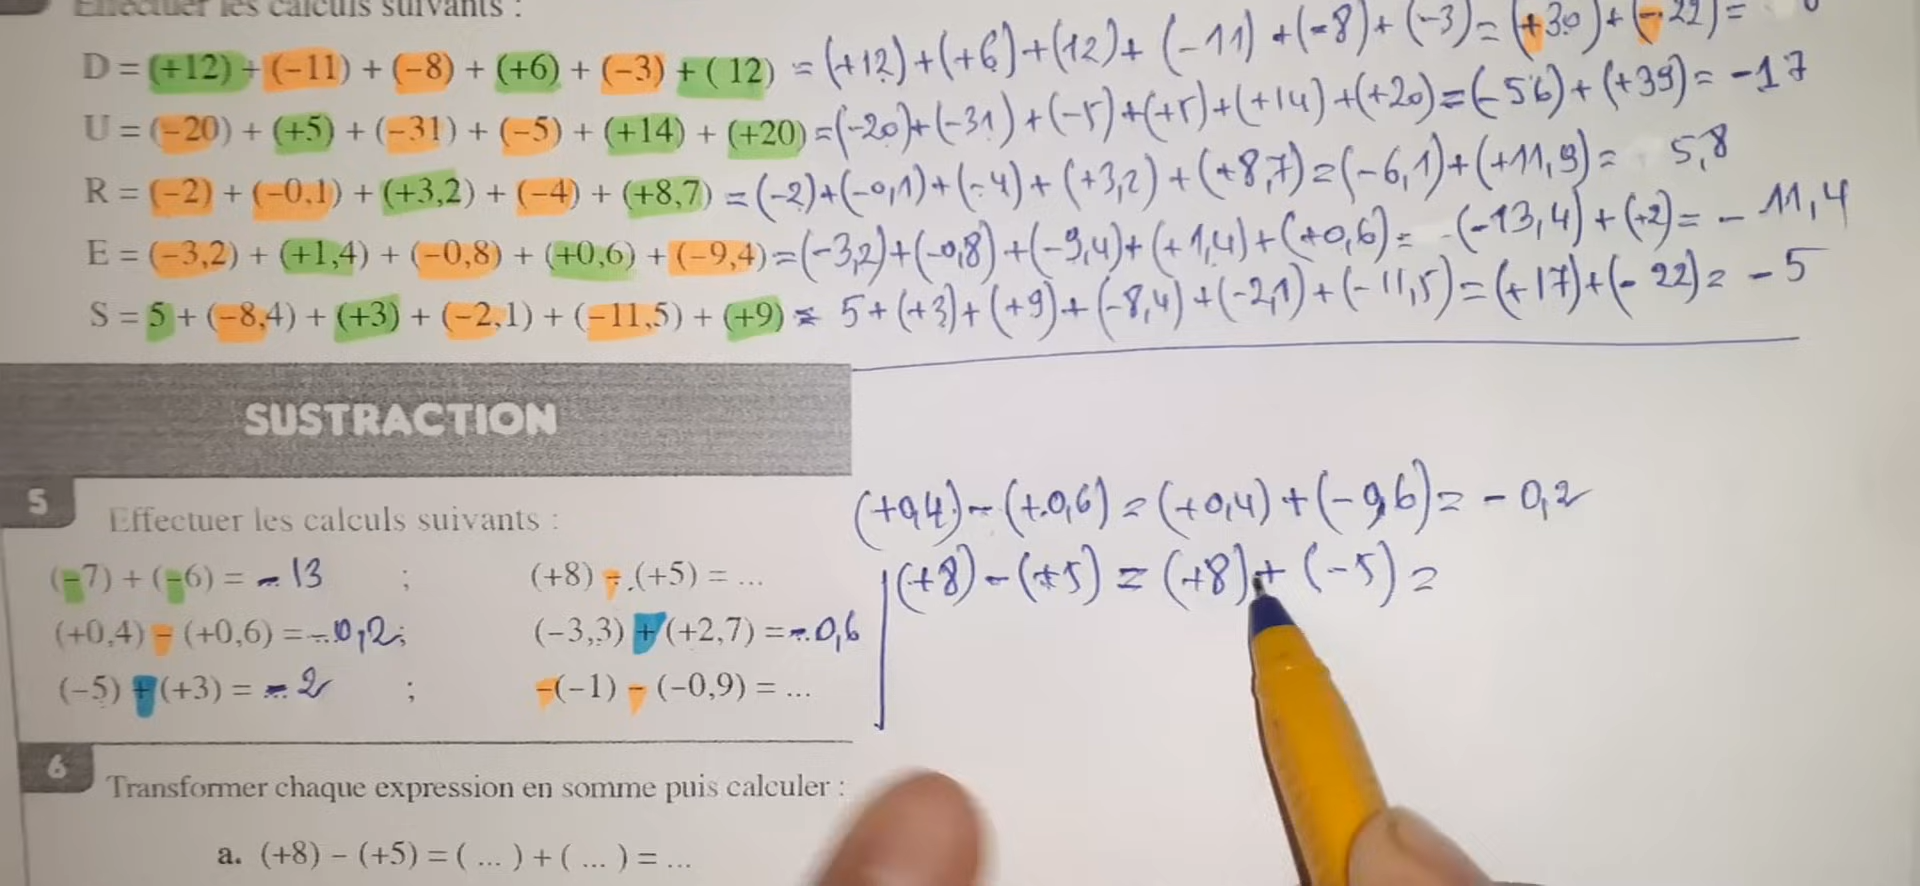 Effectuer les calculs suivants :
D = (+12) + (−11) + (−8) + (+6) + (−3) + ( 12) = (+12) + (+6) + (12) + (−11) + (−8) + (−3) = (+30) + (−22) =
U = (−20) + (+5) + (−31) + (−5) + (+14) + (+20) = (−20) + (−31) + (−5) + (+5) + (+14) + (+20) = (−56) + (+39) = −17
R = (−2) + (−0,1) + (+3,2) + (−4) + (+8,7) = (−2) + (−0,1) + (−4) + (+3,2) + (+8,7) = (−6,1) + (+11,9) = 5,8
E = (−3,2) + (+1,4) + (−0,8) + (+0,6) + (−9,4) = (−3,2) + (−0,8) + (−9,4) + (+1,4) + (+0,6) = (−13,4) + (+2) = − 11,4
S = 5 + (−8,4) + (+3) + (−2,1) + (−11,5) + (+9) = 5 + (+3) + (+9) + (−8,4) + (−2,1) + (−11,5) = (+17) + (−22) = −5
SUSTRACTION
5 Effectuer les calculs suivants :
(+0,4) − (+0,6) = (+0,4) + (−0,6) = −0,2
(−7) + (−6) = −13 ; (+8) − (+5) = ...
(+8) − (+5) = (+8) + (−5) =
(+0,4) − (+0,6) = −0,2 ; (−3,3) + (+2,7) = −0,6
(−5) + (+3) = −2 ; −(−1) − (−0,9) = ...
6 Transformer chaque expression en somme puis calculer :
a. (+8) − (+5) = ( ... ) + ( ... ) = ...